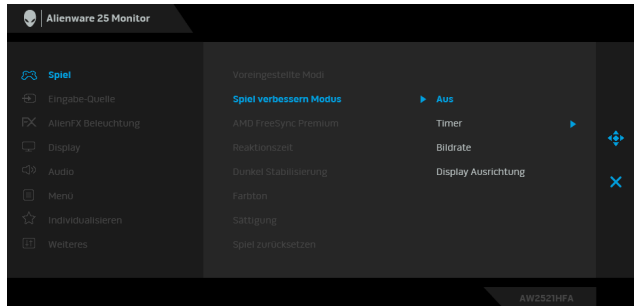 Alienware 25 Monitor
Spiel
Eingabe-Quelle
AlienFX Beleuchtung
Display
Audio
Menü
Individualisieren
Weiteres
Voreingestellte Modi
Spiel verbessern Modus
AMD FreeSync Premium
Reaktionszeit
Dunkel Stabilisierung
Farbton
Sättigung
Spiel zurücksetzen
Aus
Timer
Bildrate
Display Ausrichtung
AW2521HFA